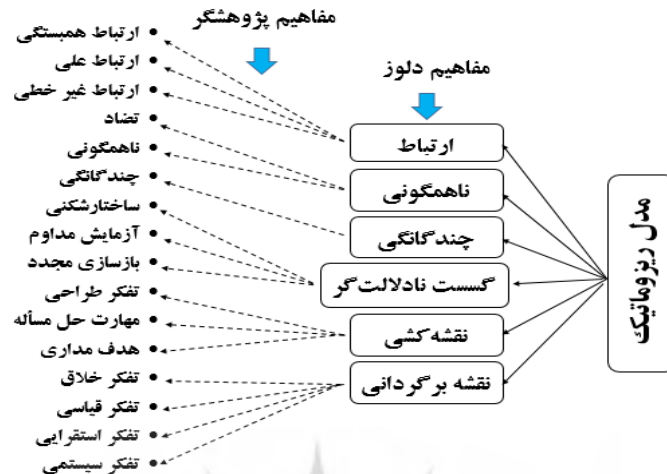 مدل ریزوماتیک
مفاهیم دلوز
ارتباط
ناهمگونی
چندگانگی
گسست نادلالت‌گر
نقشه‌کشی
نقشه برگردانی
مفاهیم پژوهشگر
• ارتباط همبستگی
• ارتباط علی
• ارتباط غیر خطی
• تضاد
• ناهمگونی
• چندگانگی
• ساختارشکنی
• آزمایش مداوم
• بازسازی مجدد
• تفکر طراحی
• مهارت حل مسأله
• هدف مداری
• تفکر خلاق
• تفکر قیاسی
• تفکر استقرایی
• تفکر سیستمی